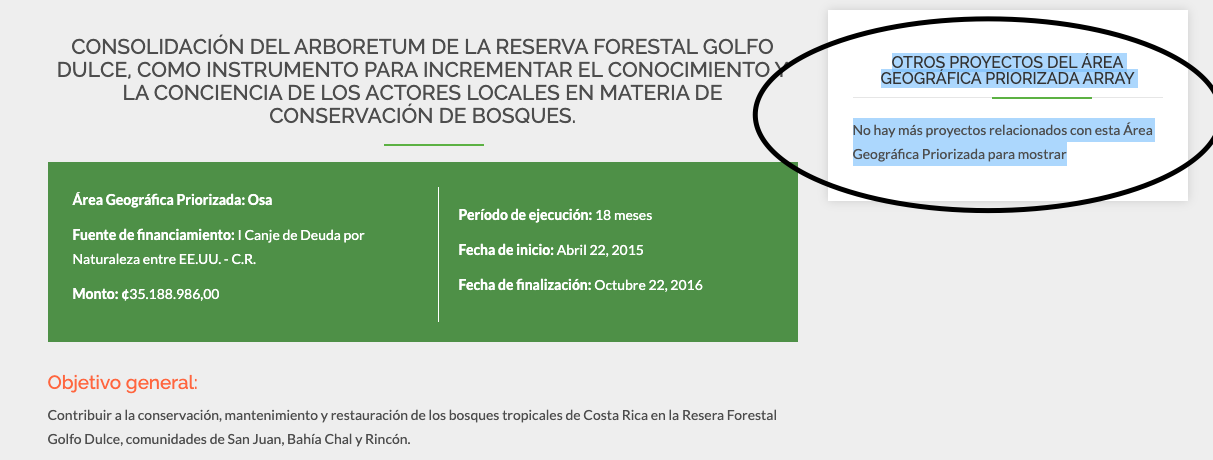 CONSOLIDACIÓN DEL ARBORETUM DE LA RESERVA FORESTAL GOLFO
DULCE, COMO INSTRUMENTO PARA INCREMENTAR EL CONOCIMIENTO Y
LA CONCIENCIA DE LOS ACTORES LOCALES EN MATERIA DE
CONSERVACIÓN DE BOSQUES.
Área Geográfica Priorizada: Osa
Fuente de financiamiento: I Canje de Deuda por
Naturaleza entre EE.UU. - C.R.
Monto: ₡35.188.986,00
Período de ejecución: 18 meses
Fecha de inicio: Abril 22, 2015
Fecha de finalización: Octubre 22, 2016
Objetivo general:
Contribuir a la conservación, mantenimiento y restauración de los bosques tropicales de Costa Rica en la Resera Forestal
Golfo Dulce, comunidades de San Juan, Bahía Chal y Rincón.
OTROS PROYECTOS DEL ÁREA
GEOGRÁFICA PRIORIZADA ARRAY
No hay más proyectos relacionados con esta Área
Geográfica Priorizada para mostrar